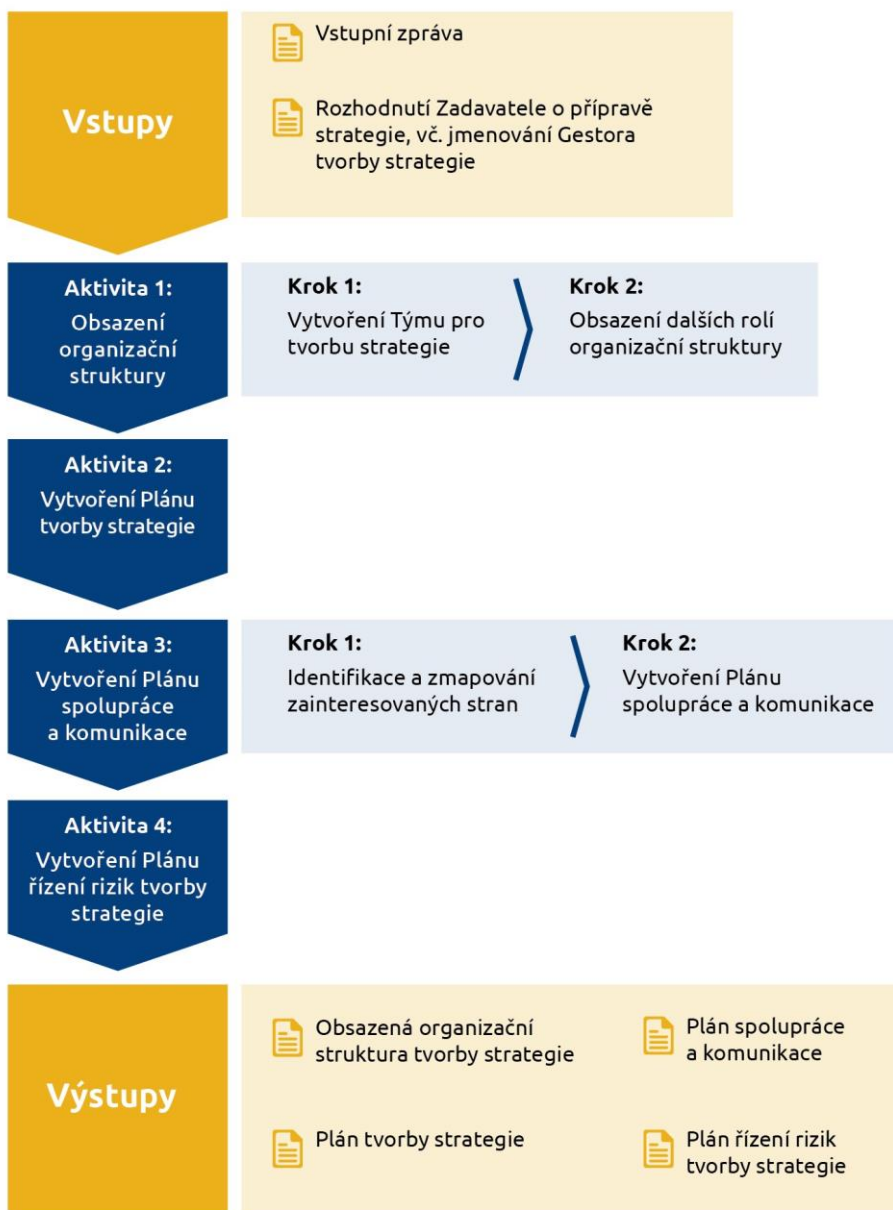 Vstupy
Vstupní zpráva
Rozhodnutí Zadavatele o přípravě
strategie, vč. jmenování Gestora
tvorby strategie
Aktivita 1:
Obsazení
organizační
struktury
Krok 1:
Vytvoření Týmu pro
tvorbu strategie
Krok 2:
Obsazení dalších rolí
organizační struktury
Aktivita 2:
Vytvoření Plánu
tvorby strategie
Aktivita 3:
Vytvoření Plánu
spolupráce
a komunikace
Krok 1:
Identifikace a zmapování
zainteresovaných stran
Krok 2:
Vytvoření Plánu
spolupráce a komunikace
Aktivita 4:
Vytvoření Plánu
řízení rizik tvorby
strategie
Výstupy
Obsazená organizační
struktura tvorby strategie
Plán spolupráce
a komunikace
Plán tvorby strategie
Plán řízení rizik
tvorby strategie